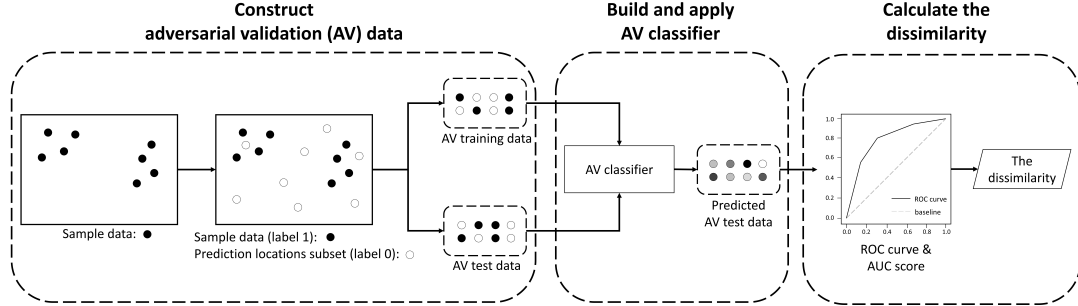 Construct
adversarial validation (AV) data
Build and apply
AV classifier
Calculate the
dissimilarity
Sample data:
Sample data (label 1):
Prediction locations subset (label 0):
AV training data
AV test data
AV classifier
Predicted
AV test data
1.0
0.8
0.6
0.4
0.2
0.0
0.0 0.2 0.4 0.6 0.8 1.0
ROC curve
baseline
ROC curve &
AUC score
The
dissimilarity